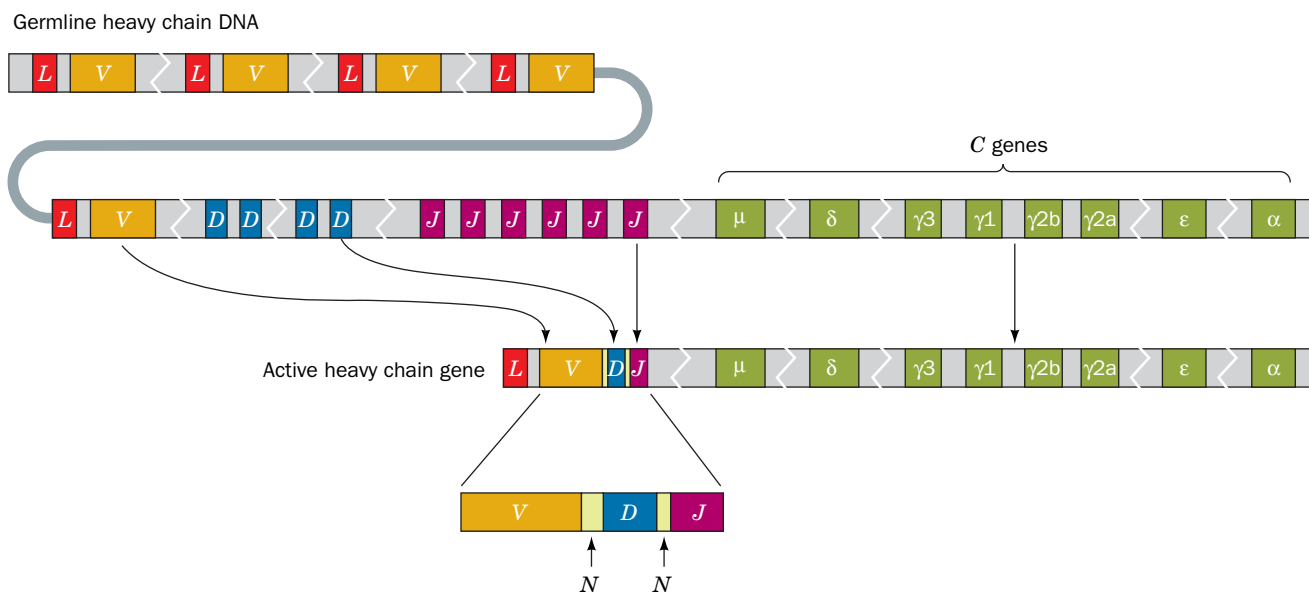 Germline heavy chain DNA
L V L V L V L V
C genes
L V D D D D J J J J J J μ δ γ3 γ1 γ2b γ2a ε α
Active heavy chain gene L V D J μ δ γ3 γ1 γ2b γ2a ε α
V D J
N N